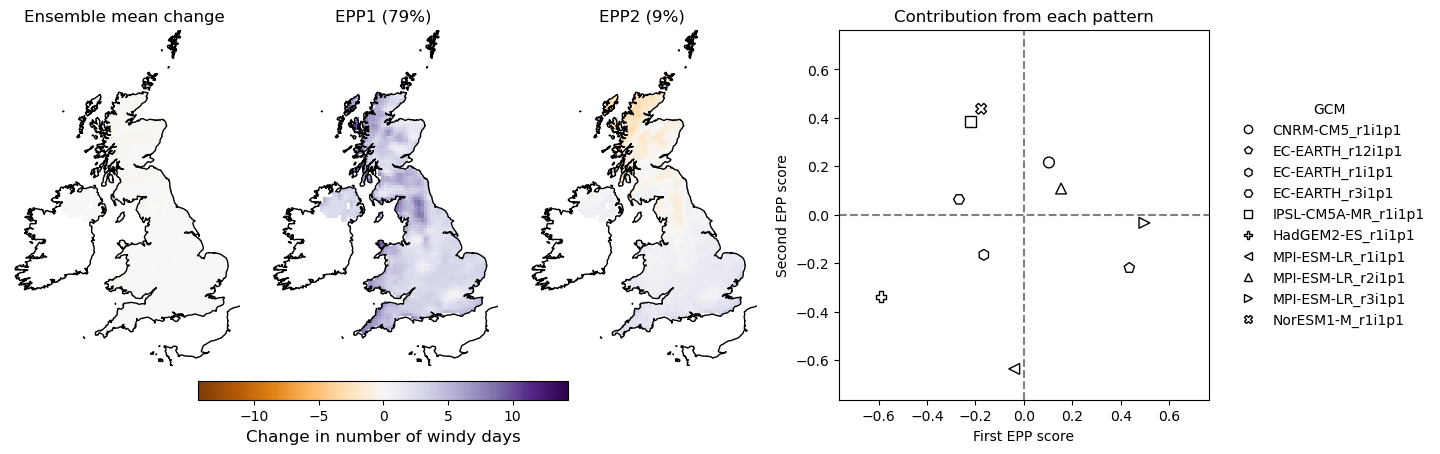 Ensemble mean change
EPP1 (79%)
EPP2 (9%)
Contribution from each pattern
−10
−5
0
5
10
Change in number of windy days
0.6
0.4
0.2
0.0
−0.2
−0.4
−0.6
Second EPP score
−0.6
−0.4
−0.2
0.0
0.2
0.4
0.6
First EPP score
GCM
CNRM-CM5_r1i1p1
EC-EARTH_r12i1p1
EC-EARTH_r1i1p1
EC-EARTH_r3i1p1
IPSL-CM5A-MR_r1i1p1
HadGEM2-ES_r1i1p1
MPI-ESM-LR_r1i1p1
MPI-ESM-LR_r2i1p1
MPI-ESM-LR_r3i1p1
NorESM1-M_r1i1p1